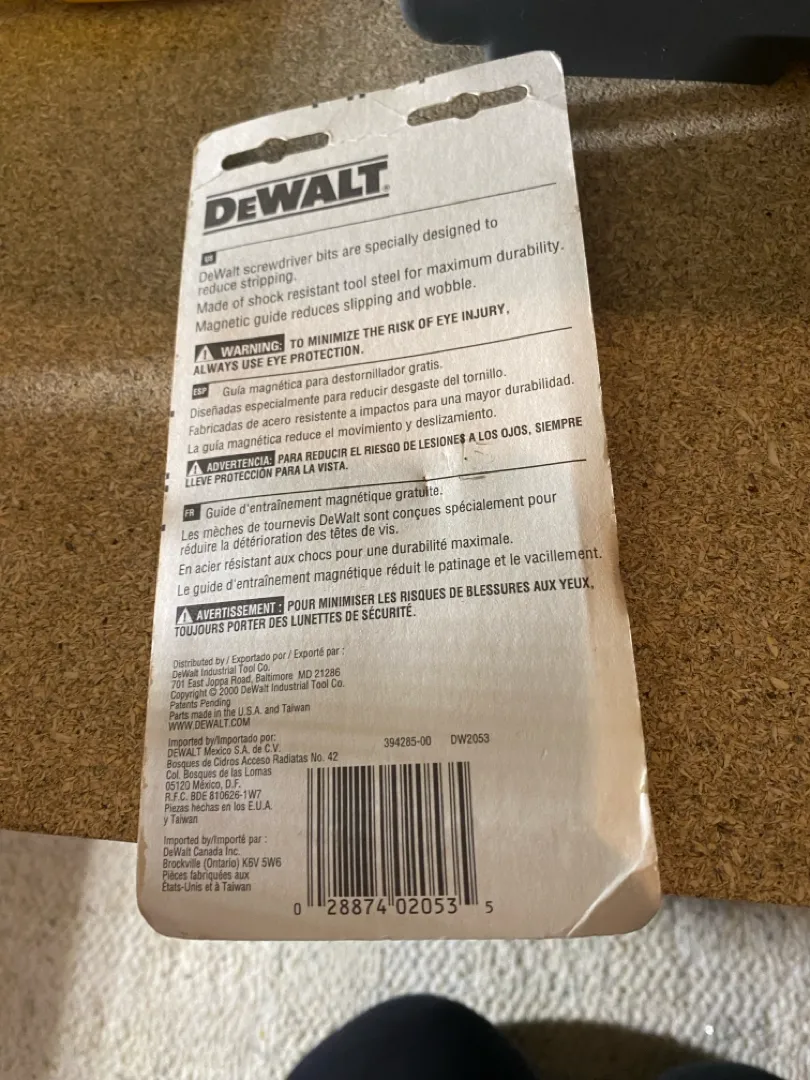 DEWALT®
US
DeWalt screwdriver bits are specially designed to
reduce stripping.
Made of shock resistant tool steel for maximum durability.
Magnetic guide reduces slipping and wobble.
WARNING: TO MINIMIZE THE RISK OF EYE INJURY,
ALWAYS USE EYE PROTECTION.
ESP Guía magnética para destornillador gratis.
Diseñadas especialmente para reducir desgaste del tornillo.
Fabricadas de acero resistente a impactos para una mayor durabilidad.
La guía magnética reduce el movimiento y deslizamiento.
ADVERTENCIA: PARA REDUCIR EL RIESGO DE LESIONES A LOS OJOS, SIEMPRE
LLEVE PROTECCIÓN PARA LA VISTA.
FR Guide d'entraînement magnétique gratuite.
Les mèches de tournevis DeWalt sont conçues spécialement pour
réduire la détérioration des têtes de vis.
En acier résistant aux chocs pour une durabilité maximale.
Le guide d'entraînement magnétique réduit le patinage et le vacillement.
AVERTISSEMENT: POUR MINIMISER LES RISQUES DE BLESSURES AUX YEUX,
TOUJOURS PORTER DES LUNETTES DE SÉCURITÉ.
Distributed by / Exportado por / Exporté par :
DeWalt Industrial Tool Co.
701 East Joppa Road, Baltimore MD 21286
Copyright © 2000 DeWalt Industrial Tool Co.
Patents Pending
Parts made in the U.S.A. and Taiwan
WWW.DEWALT.COM
Imported by/Importado por:
DEWALT Mexico S.A. de C.V.
Bosques de Cidros Acceso Radiatas No. 42
Col. Bosques de las Lomas
05120 México, D.F.
R.F.C. BDE 810626-1W7
Piezas hechas en los E.U.A.
y Taiwan
Imported by/Importé par :
DeWalt Canada Inc.
Brockville (Ontario) K6V 5W6
Pièces fabriquées aux
États-Unis et à Taiwan
394285-00 DW2053
0 28874 02053 5